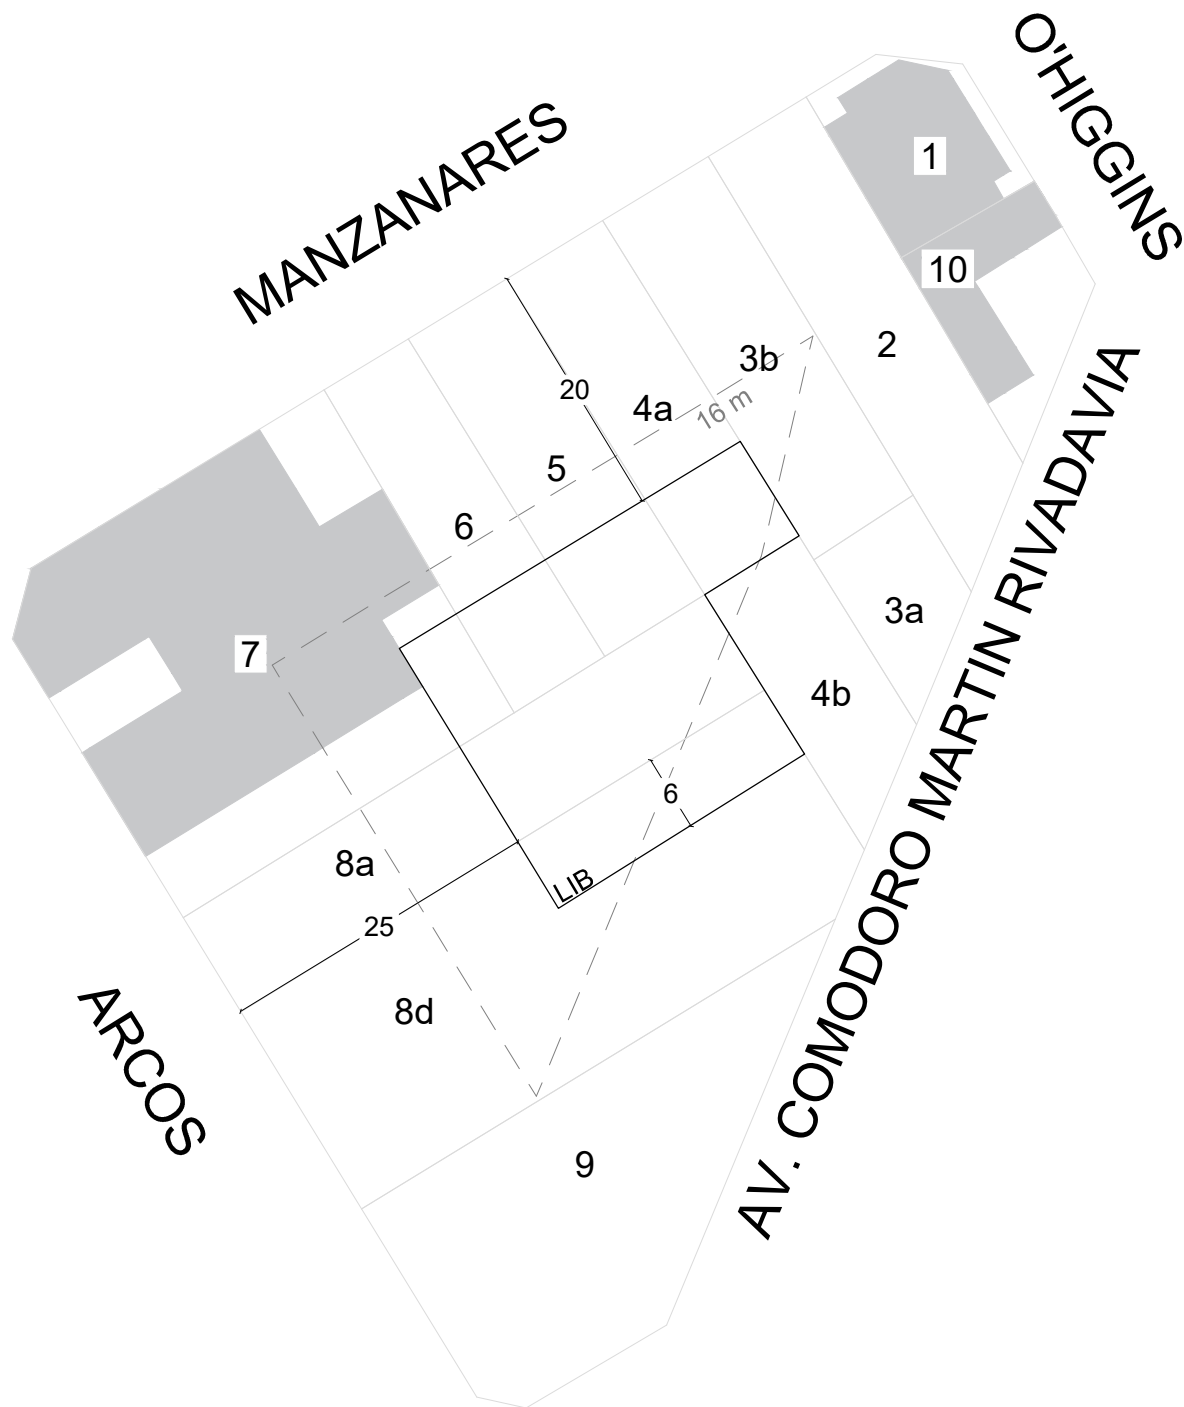 O'HIGGINS
MANZANARES
1
10
2
3b
20
4a
16 m
5
6
3a
7
4b
6
8a
LIB
25
8d
ARCOS
AV. COMODORO MARTIN RIVADAVIA
9